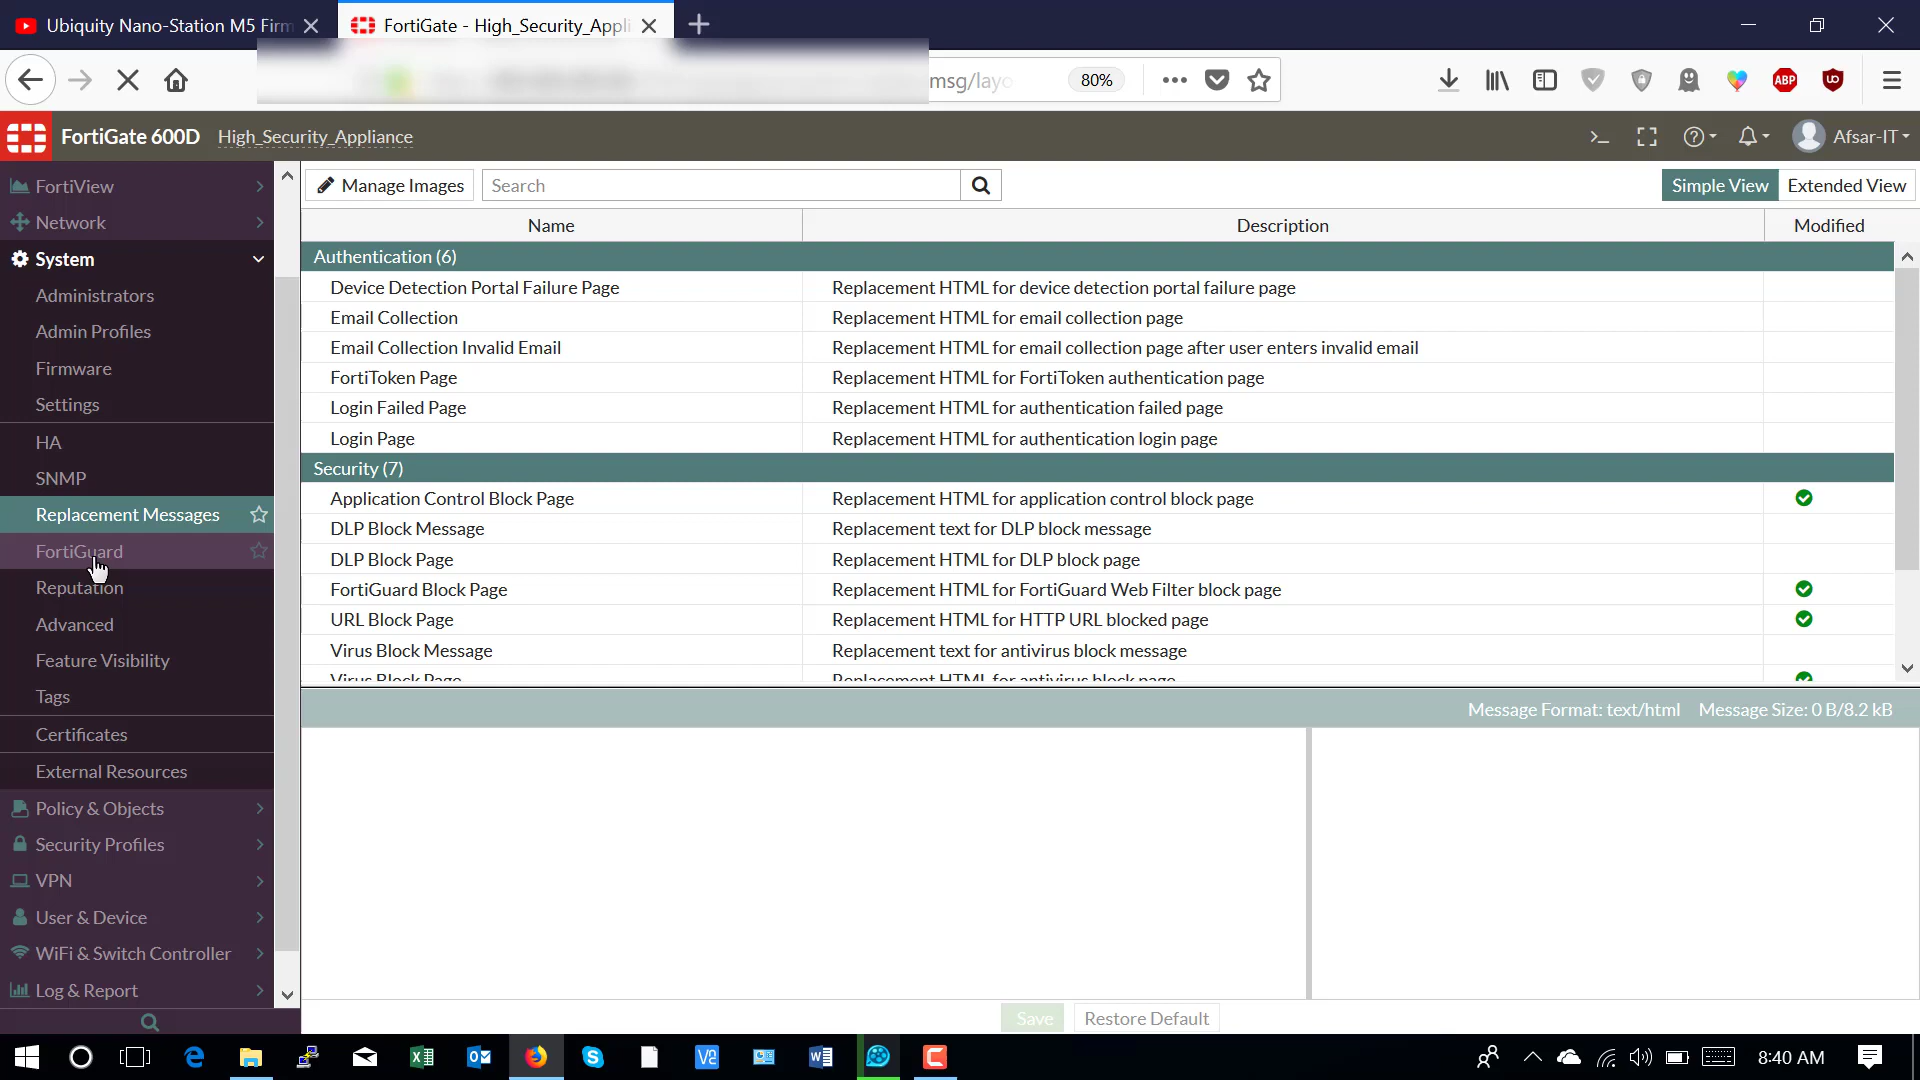 Ubiquity Nano-Station M5 Firm
FortiGate - High_Security_Appli
msg/layo
80%
ABP
FortiGate 600D
High_Security_Appliance
Afsar-IT
FortiView
Network
System
Administrators
Admin Profiles
Firmware
Settings
HA
SNMP
Replacement Messages
FortiGuard
Reputation
Advanced
Feature Visibility
Tags
Certificates
External Resources
Policy & Objects
Security Profiles
VPN
User & Device
WiFi & Switch Controller
Log & Report
Manage Images
Search
Simple View
Extended View
Name Description Modified
Authentication (6)
Device Detection Portal Failure Page Replacement HTML for device detection portal failure page
Email Collection Replacement HTML for email collection page
Email Collection Invalid Email Replacement HTML for email collection page after user enters invalid email
FortiToken Page Replacement HTML for FortiToken authentication page
Login Failed Page Replacement HTML for authentication failed page
Login Page Replacement HTML for authentication login page
Security (7)
Application Control Block Page Replacement HTML for application control block page
DLP Block Message Replacement text for DLP block message
DLP Block Page Replacement HTML for DLP block page
FortiGuard Block Page Replacement HTML for FortiGuard Web Filter block page
URL Block Page Replacement HTML for HTTP URL blocked page
Virus Block Message Replacement text for antivirus block message
Virus Block Page Replacement HTML for antivirus block page
Message Format: text/html Message Size: 0 B/8.2 kB
Save
Restore Default
8:40 AM